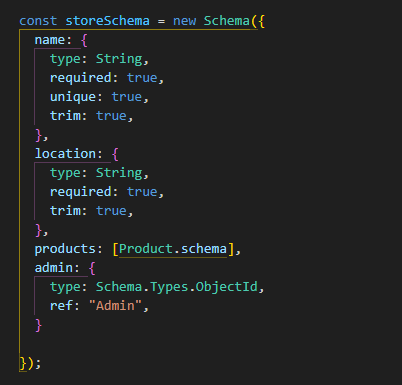 const storeSchema = new Schema({
name: {
type: String,
required: true,
unique: true,
trim: true,
},
location: {
type: String,
required: true,
trim: true,
},
products: [Product.schema],
admin: {
type: Schema.Types.ObjectId,
ref: "Admin",
}
});